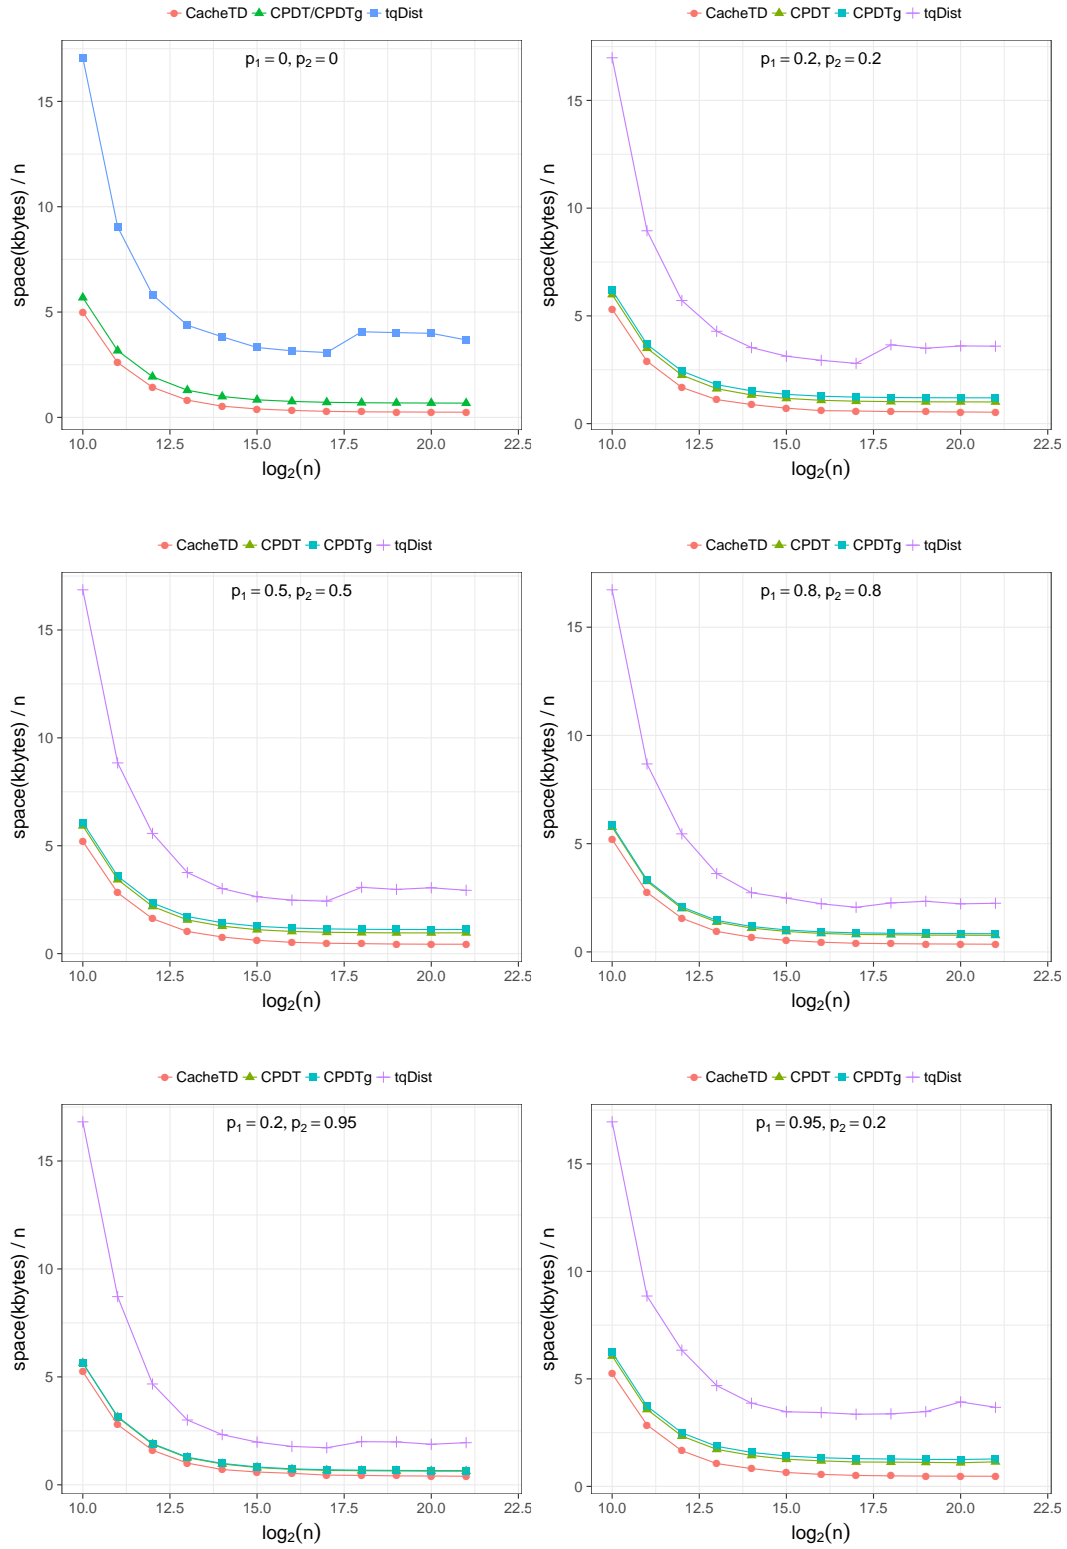 CacheTD CPDT/CPDTg tqDist
p1 = 0, p2 = 0
space(kbytes) / n
15
10
5
0
10.0 12.5 15.0 17.5 20.0 22.5
log2(n)
CacheTD CPDT CPDTg tqDist
p1 = 0.2, p2 = 0.2
space(kbytes) / n
15
10
5
0
10.0 12.5 15.0 17.5 20.0 22.5
log2(n)
CacheTD CPDT CPDTg tqDist
p1 = 0.5, p2 = 0.5
space(kbytes) / n
15
10
5
0
10.0 12.5 15.0 17.5 20.0 22.5
log2(n)
CacheTD CPDT CPDTg tqDist
p1 = 0.8, p2 = 0.8
space(kbytes) / n
15
10
5
0
10.0 12.5 15.0 17.5 20.0 22.5
log2(n)
CacheTD CPDT CPDTg tqDist
p1 = 0.2, p2 = 0.95
space(kbytes) / n
15
10
5
0
10.0 12.5 15.0 17.5 20.0 22.5
log2(n)
CacheTD CPDT CPDTg tqDist
p1 = 0.95, p2 = 0.2
space(kbytes) / n
15
10
5
0
10.0 12.5 15.0 17.5 20.0 22.5
log2(n)